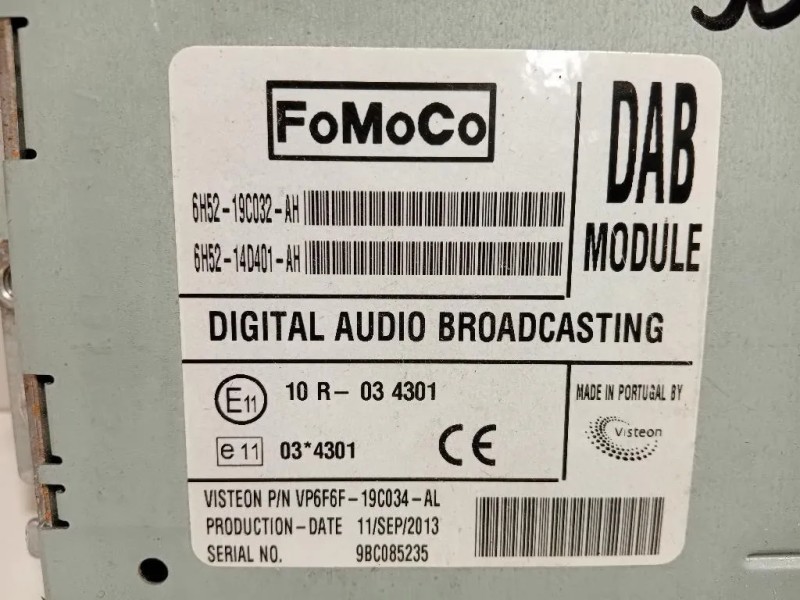 FoMoCo
DAB
MODULE
6H52-19C032-AH
6H52-14D401-AH
DIGITAL AUDIO BROADCASTING
E11 10 R- 03 4301
e 11 03*4301 CE
MADE IN PORTUGAL BY
Visteon
VISTEON P/N VP6F6F-19C034-AL
PRODUCTION-DATE 11/SEP/2013
SERIAL NO. 9BC085235